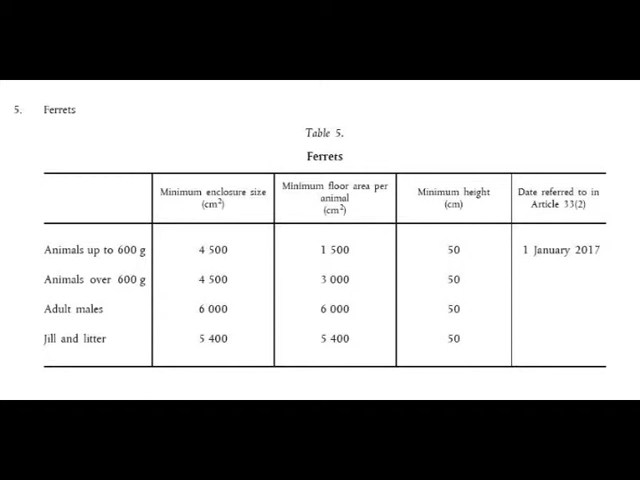 5. Ferrets
Table 5.
Ferrets
Minimum enclosure size (cm²) Minimum floor area per animal (cm²) Minimum height (cm) Date referred to in Article 33(2)
Animals up to 600 g 4 500 1 500 50 1 January 2017
Animals over 600 g 4 500 3 000 50
Adult males 6 000 6 000 50
Jill and litter 5 400 5 400 50